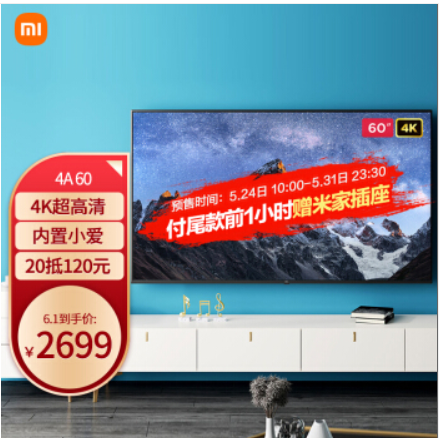 mi
60"
4K
预售时间：5.24日 10:00-5.31日 23:30
付尾款前1小时赠米家插座
4A 60
4K超高清
内置小爱
20抵120元
6.1到手价:
¥2699